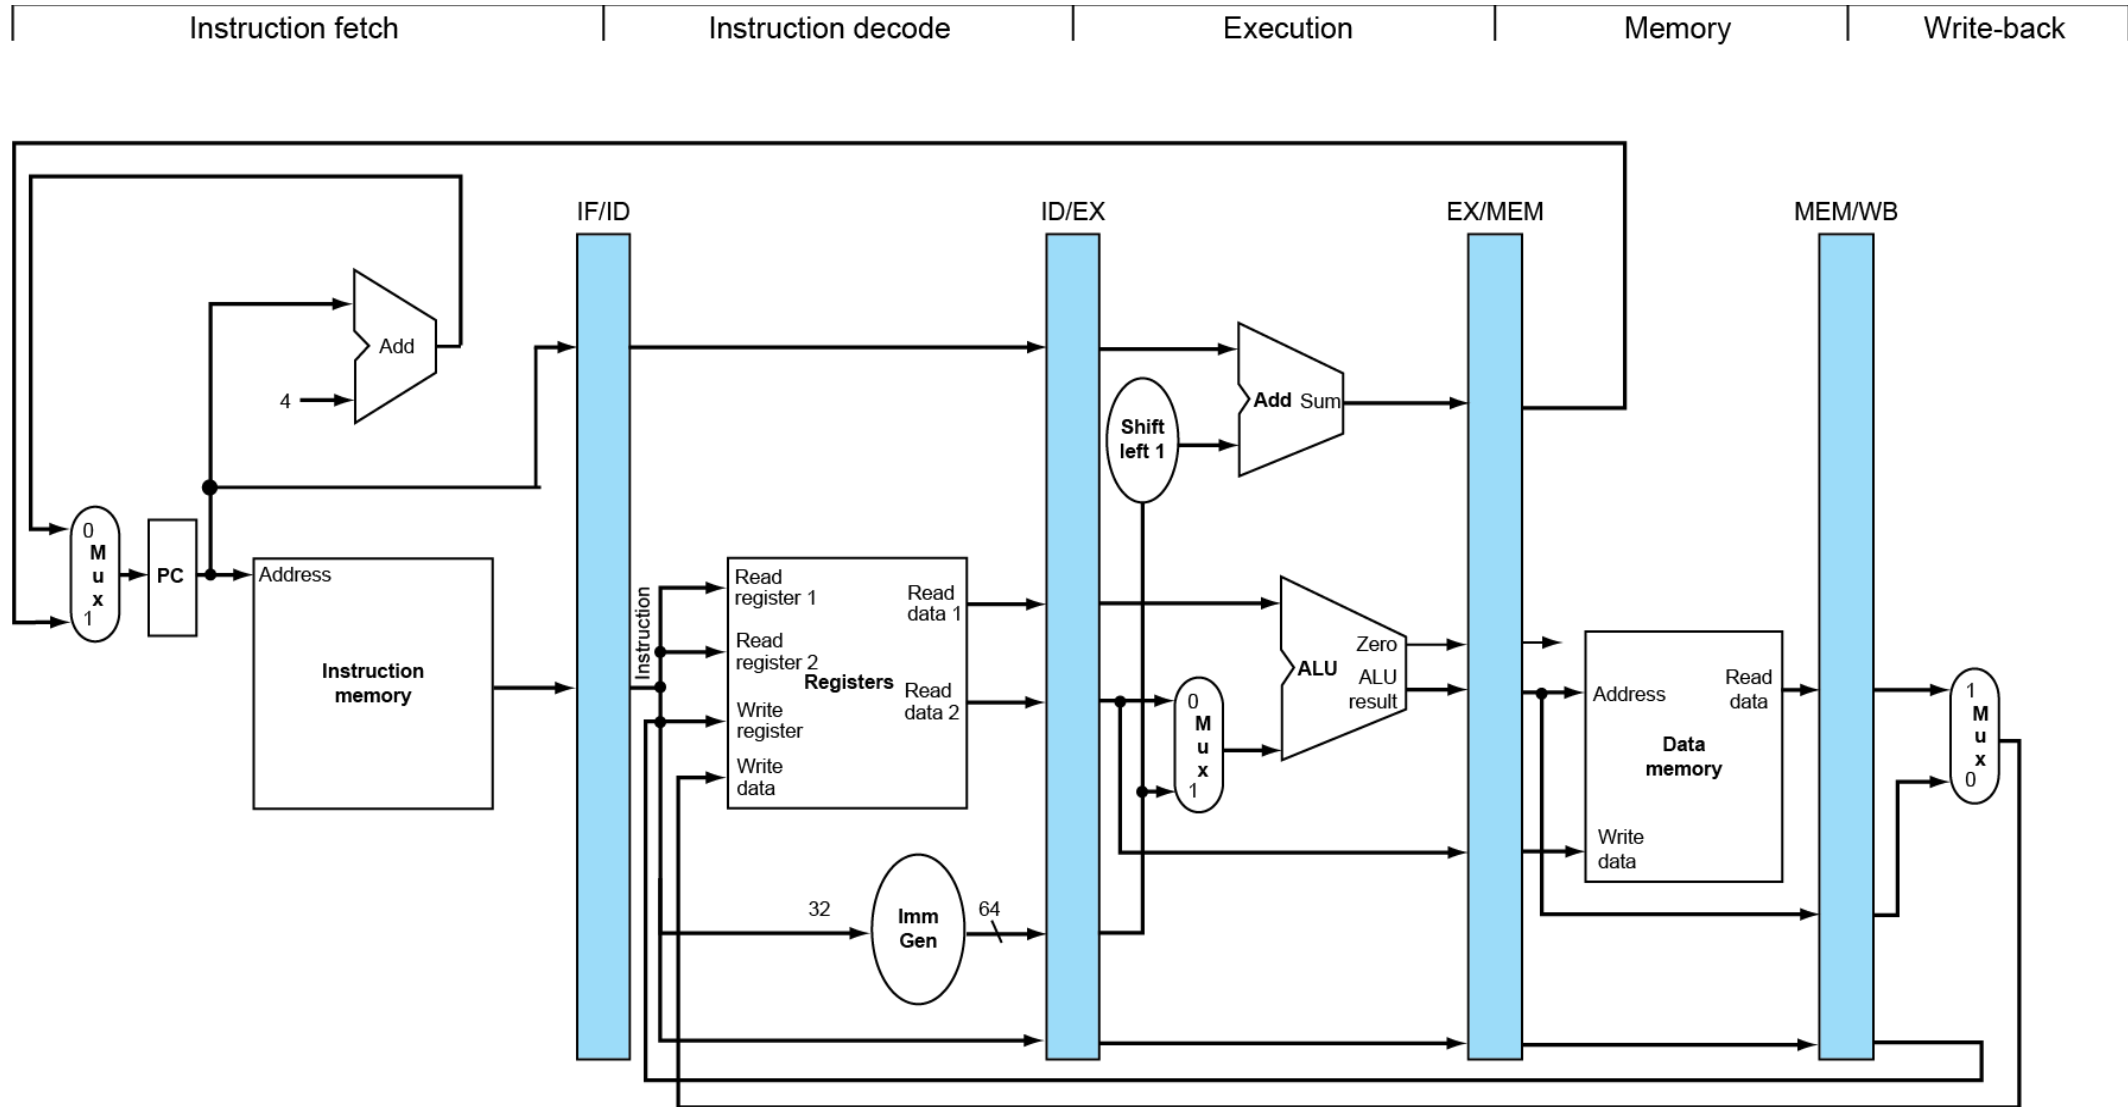 Instruction fetch
Instruction decode
Execution
Memory
Write-back
IF/ID
ID/EX
EX/MEM
MEM/WB
Add
4
Add Sum
Shift
left 1
0
M
u
x
1
PC
Address
Instruction
memory
Instruction
Read
register 1
Read
register 2
Write
register
Write
data
Registers
Read
data 1
Read
data 2
0
M
u
x
1
Zero
ALU
ALU
result
Address
Read
data
Data
memory
Write
data
1
M
u
x
0
32
Imm
Gen
64